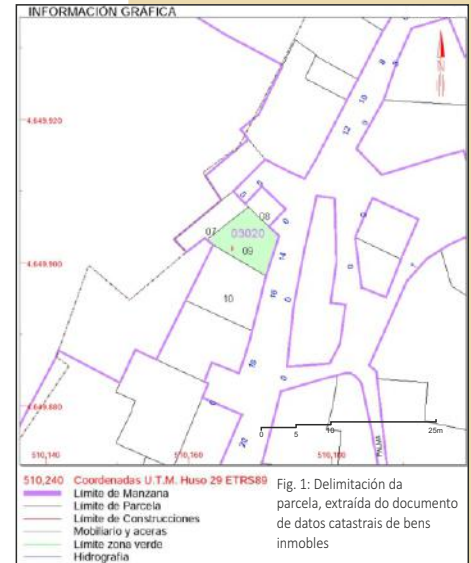 INFORMACIÓN GRÁFICA
4,649,920
4,649,900
4,649,880
8
10
12
07
08
03020
09
14
16
10
18
20
0 5 10 25m
PALMA
510,140 510,160 510,180
510,240 Coordenadas U.T.M. Huso 29 ETRS89
Límite de Manzana
Límite de Parcela
Límite de Construcciones
Mobiliario y aceras
Límite zona verde
Hidrografía
Fig. 1: Delimitación da
parcela, extraída do documento
de datos catastrais de bens
inmobles